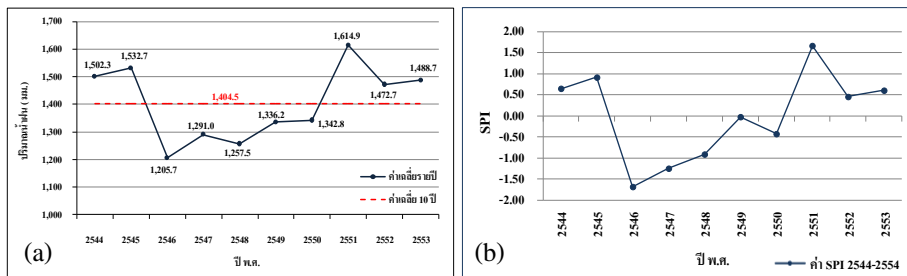 1,700
1,600
1,500
1,400
1,300
1,200
1,100
1,000
ปริมาณน้ำฝน (มม.)
1,502.3
1,532.7
1,205.7
1,291.0
1,257.5
1,336.2
1,342.8
1,614.9
1,472.7
1,488.7
1,404.5
ค่าเฉลี่ยรายปี
ค่าเฉลี่ย 10 ปี
2544 2545 2546 2547 2548 2549 2550 2551 2552 2553
ปี พ.ศ.
(a)
2.00
1.50
1.00
0.50
0.00
-0.50
-1.00
-1.50
-2.00
SPI
2544 2545 2546 2547 2548 2549 2550 2551 2552 2553
ปี พ.ศ.
ค่า SPI 2544-2554
(b)